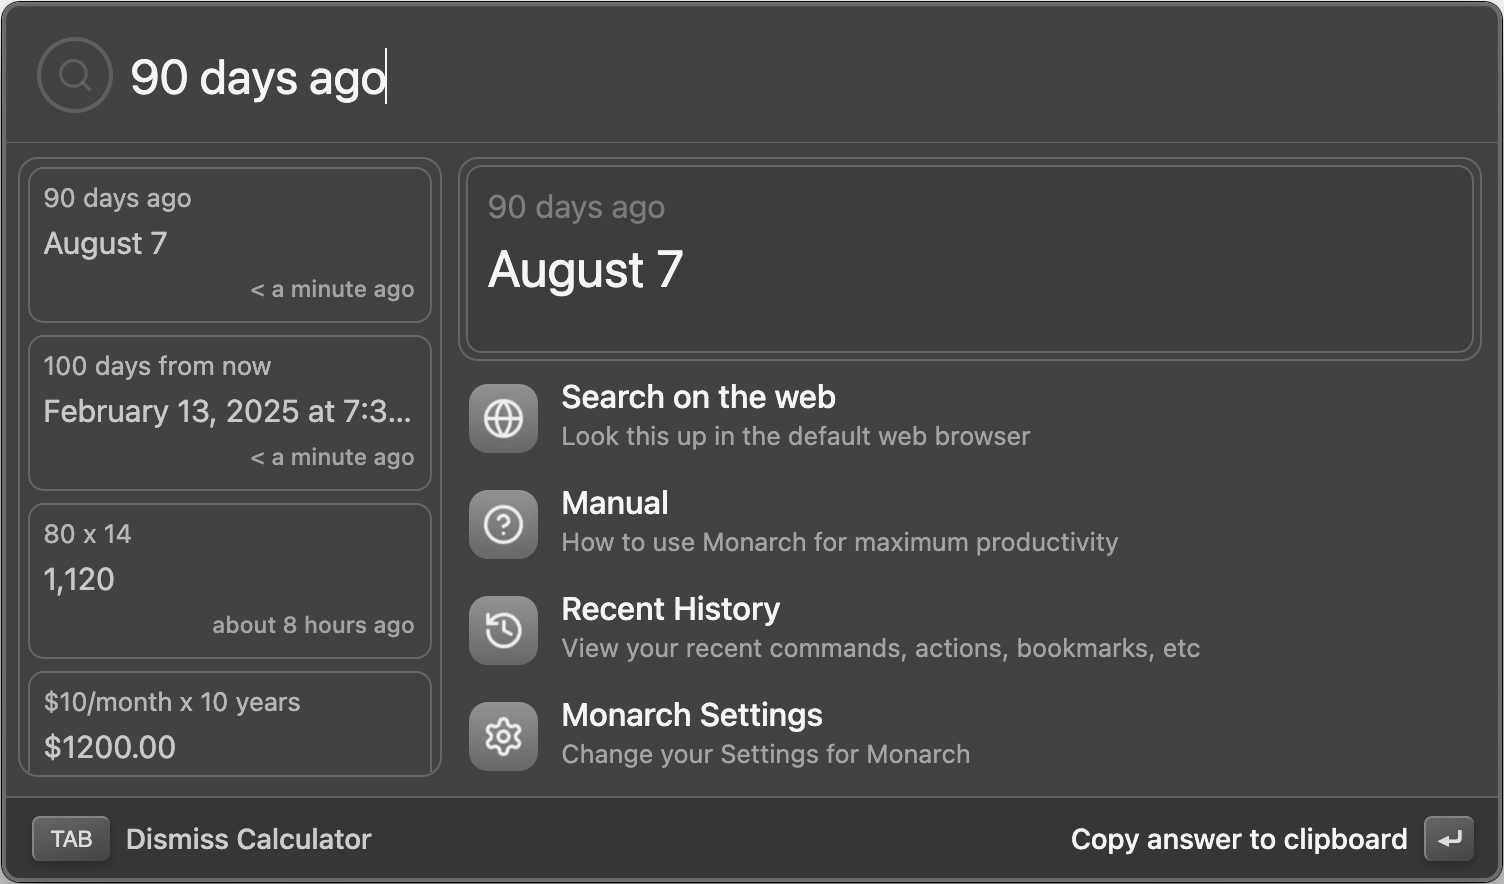 90 days ago
90 days ago
August 7
< a minute ago
100 days from now
February 13, 2025 at 7:3...
< a minute ago
80 x 14
1,120
about 8 hours ago
$10/month x 10 years
$1200.00
90 days ago
August 7
Search on the web
Look this up in the default web browser
Manual
How to use Monarch for maximum productivity
Recent History
View your recent commands, actions, bookmarks, etc
Monarch Settings
Change your Settings for Monarch
TAB Dismiss Calculator
Copy answer to clipboard